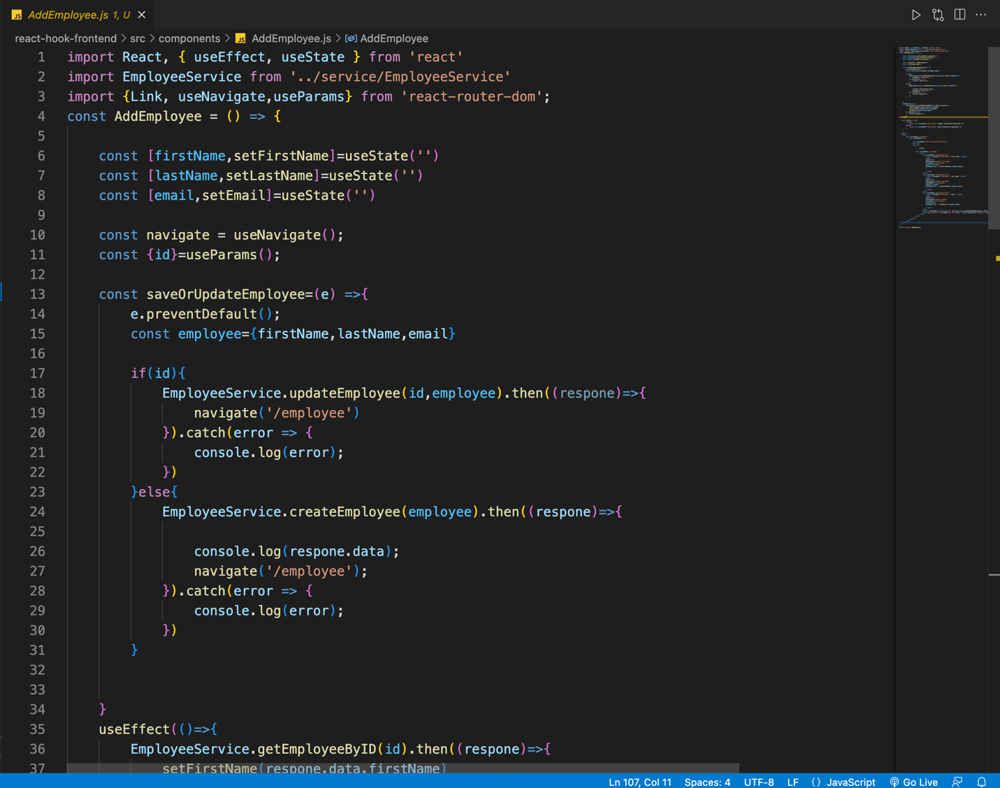 JS AddEmployee.js 1, U
react-hook-frontend > src > components > JS AddEmployee.js > AddEmployee
1 import React, { useEffect, useState } from 'react'
2 import EmployeeService from '../service/EmployeeService'
3 import {Link, useNavigate,useParams} from 'react-router-dom';
4 const AddEmployee = () => {
5
6 const [firstName,setFirstName]=useState('')
7 const [lastName,setLastName]=useState('')
8 const [email,setEmail]=useState('')
9
10 const navigate = useNavigate();
11 const {id}=useParams();
12
13 const saveOrUpdateEmployee=(e) =>{
14 e.preventDefault();
15 const employee={firstName,lastName,email}
16
17 if(id){
18 EmployeeService.updateEmployee(id,employee).then((respone)=>{
19 navigate('/employee')
20 }).catch(error => {
21 console.log(error);
22 })
23 }else{
24 EmployeeService.createEmployee(employee).then((respone)=>{
25
26 console.log(respone.data);
27 navigate('/employee');
28 }).catch(error => {
29 console.log(error);
30 })
31 }
32
33
34 }
35 useEffect(()=>{
36 EmployeeService.getEmployeeByID(id).then((respone)=>{
37 setFirstName(respone.data.firstName)
Ln 107, Col 11 Spaces: 4 UTF-8 LF {} JavaScript Go Live